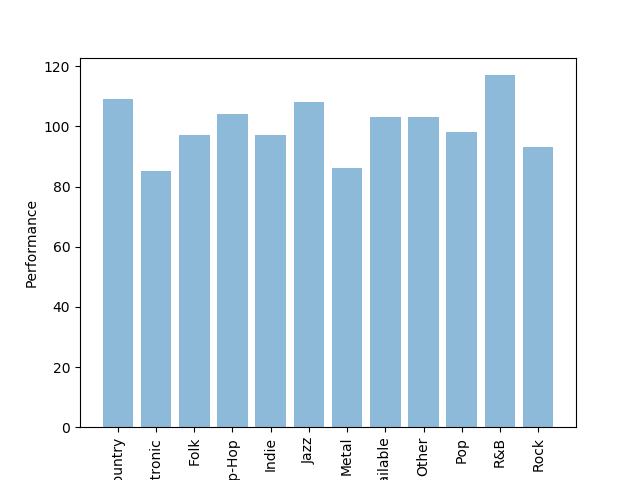 120
100
80
60
40
20
0
Performance
ountry
tronic
Folk
p-Hop
Indie
Jazz
Metal
ailable
Other
Pop
R&B
Rock